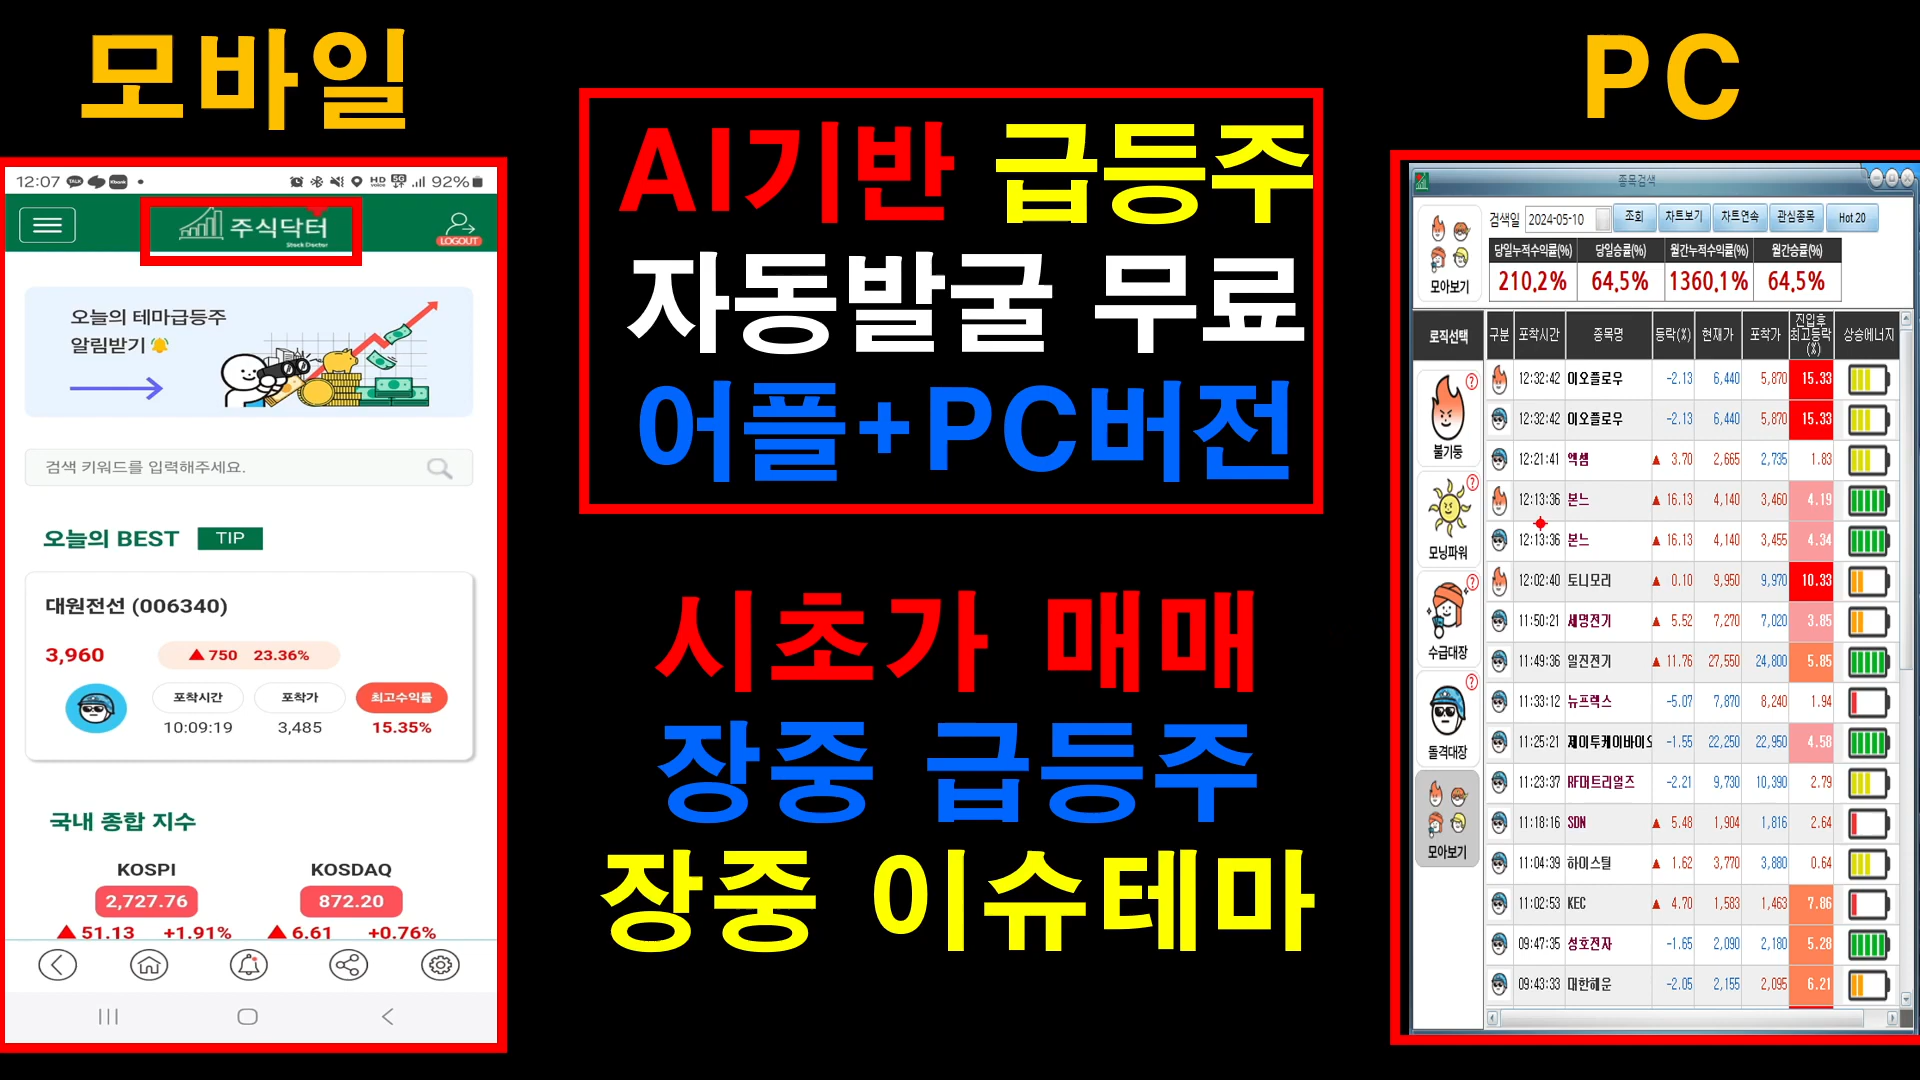 모바일
PC
AI기반 급등주
자동발굴 무료
어플+PC버전
시초가 매매
장중 급등주
장중 이슈테마
12:07
92%
주식닥터
Stock Doctor
LOGOUT
오늘의 테마급등주
알림받기
검색 키워드를 입력해주세요.
오늘의 BEST TIP
대원전선 (006340)
3,960 ▲750 23.36%
포착시간 포착가 최고수익률
10:09:19 3,485 15.35%
국내 종합 지수
KOSPI KOSDAQ
2,727.76 872.20
▲51.13 +1.91% ▲6.61 +0.76%
종목검색
검색일 2024-05-10 조회 차트보기 차트연속 관심종목 Hot 20
당일누적수익률(%) 당일승률(%) 월간누적수익률(%) 월간승률(%)
210,2% 64,5% 1360,1% 64,5%
모아보기
로직선택
불기둥
모닝파워
수급대장
돌격대장
모아보기
구분 포착시간 종목명 등락(%) 현재가 포착가 진입후 최고등락 (%) 상승에너지
12:32:42 이오플로우 -2.13 6,440 5,870 15.33
12:32:42 이오플로우 -2.13 6,440 5,870 15.33
12:21:41 엑셈 ▲ 3.70 2,665 2,735 1.83
12:13:36 본느 ▲ 16.13 4,140 3,460 4.19
12:13:36 본느 ▲ 16.13 4,140 3,455 4.34
12:02:40 토니모리 ▲ 0.10 9,950 9,970 10.33
11:50:21 세명전기 ▲ 5.52 7,270 7,020 3.85
11:49:36 일진전기 ▲ 11.76 27,550 24,800 5.85
11:33:12 뉴프렉스 -5.07 7,870 8,240 1.94
11:25:21 제이투케이바이오 -1.55 22,250 22,950 4.58
11:23:37 RF머트리얼즈 -2.21 9,730 10,390 2.79
11:18:16 SDN ▲ 5.48 1,904 1,816 2.64
11:04:39 하이스틸 ▲ 1.62 3,770 3,880 0.64
11:02:53 KEC ▲ 4.70 1,583 1,463 7.86
09:47:35 성호전자 -1.65 2,090 2,180 5.28
09:43:33 대한해운 -2.05 2,155 2,095 6.21